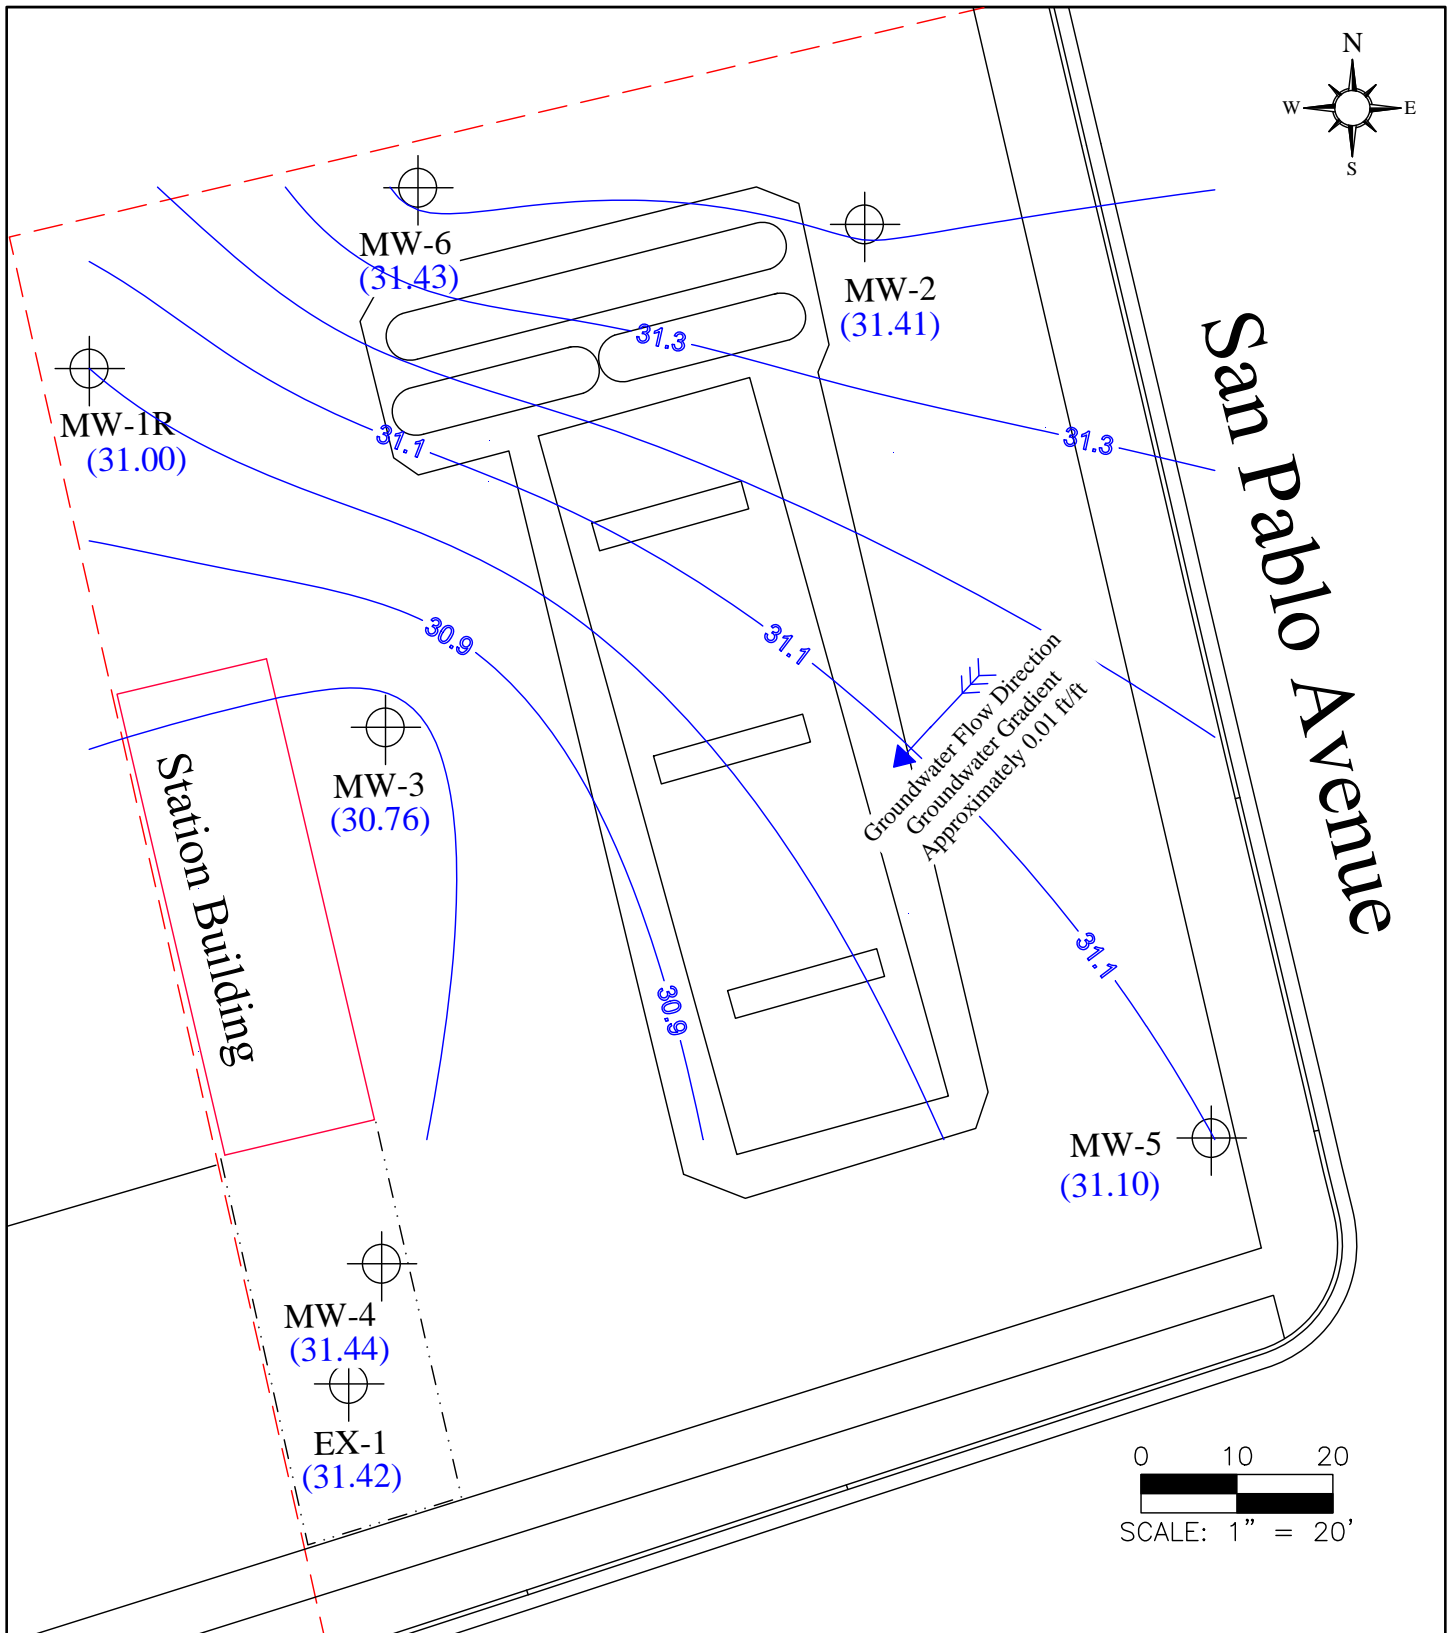 N
W E
S
MW-6
(31.43)
MW-2
(31.41)
31.3
31.3
MW-1R
(31.00)
31.1
31.1
31.1
30.9
30.9
San Pablo Avenue
Groundwater Flow Direction
Groundwater Gradient
Approximately 0.01 ft/ft
MW-3
(30.76)
Station Building
MW-5
(31.10)
MW-4
(31.44)
EX-1
(31.42)
0 10 20
SCALE: 1" = 20'